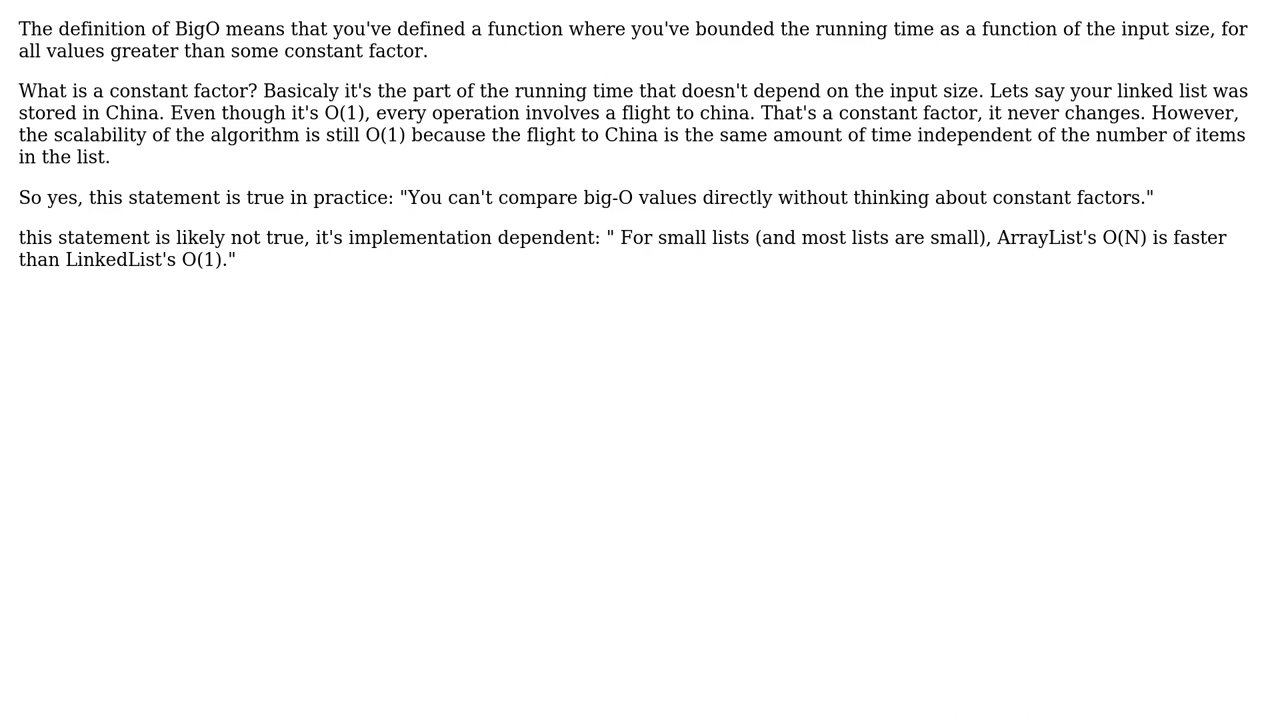 The definition of BigO means that you've defined a function where you've bounded the running time as a function of the input size, for
all values greater than some constant factor.
What is a constant factor? Basicaly it's the part of the running time that doesn't depend on the input size. Lets say your linked list was
stored in China. Even though it's O(1), every operation involves a flight to china. That's a constant factor, it never changes. However,
the scalability of the algorithm is still O(1) because the flight to China is the same amount of time independent of the number of items
in the list.
So yes, this statement is true in practice: "You can't compare big-O values directly without thinking about constant factors."
this statement is likely not true, it's implementation dependent: " For small lists (and most lists are small), ArrayList's O(N) is faster
than LinkedList's O(1)."